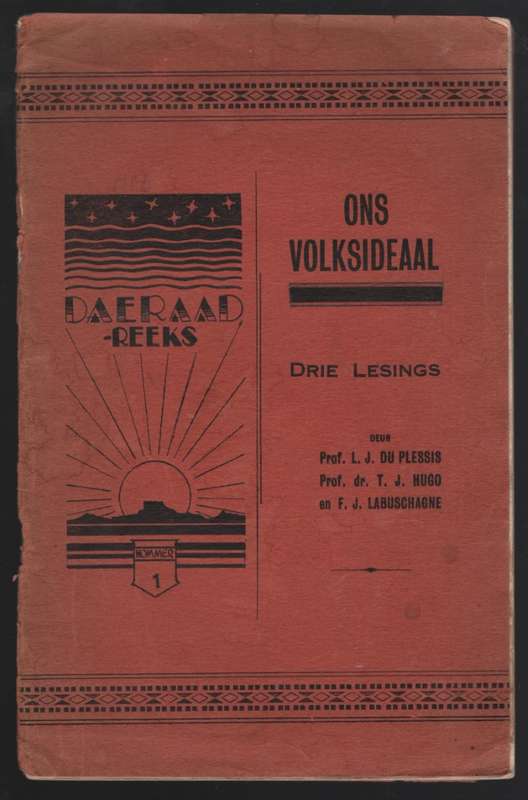 DAERAAD
-REEKS
NOMMER
1
ONS
VOLKSIDEAAL
DRIE LESINGS
DEUR
Prof. L. J. DU PLESSIS
Prof. dr. T. J. HUGO
en F. J. LABUSCHAGNE